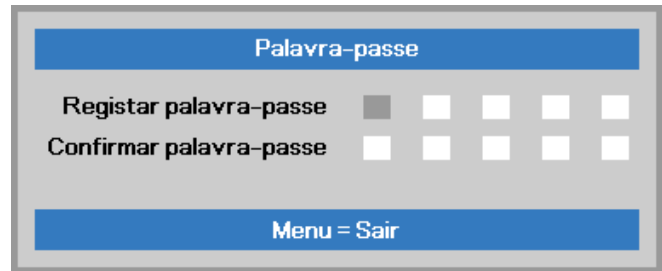 Palavra-passe
Registar palavra-passe
Confirmar palavra-passe
Menu = Sair